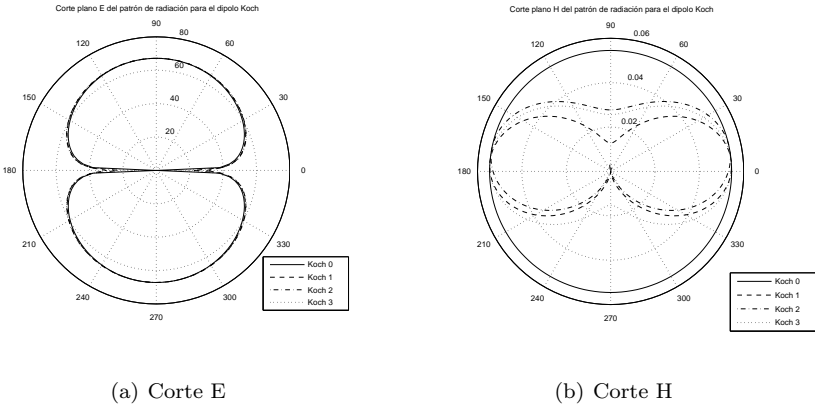 Corte plano E del patrón de radiación para el dipolo Koch
90
80
120
60
60
150
40
30
20
180
0
210
330
240
300
270
Koch 0
Koch 1
Koch 2
Koch 3
(a) Corte E
Corte plano H del patrón de radiación para el dipolo Koch
90
0.06
120
60
0.04
150
30
0.02
180
0
210
330
240
300
270
Koch 0
Koch 1
Koch 2
Koch 3
(b) Corte H